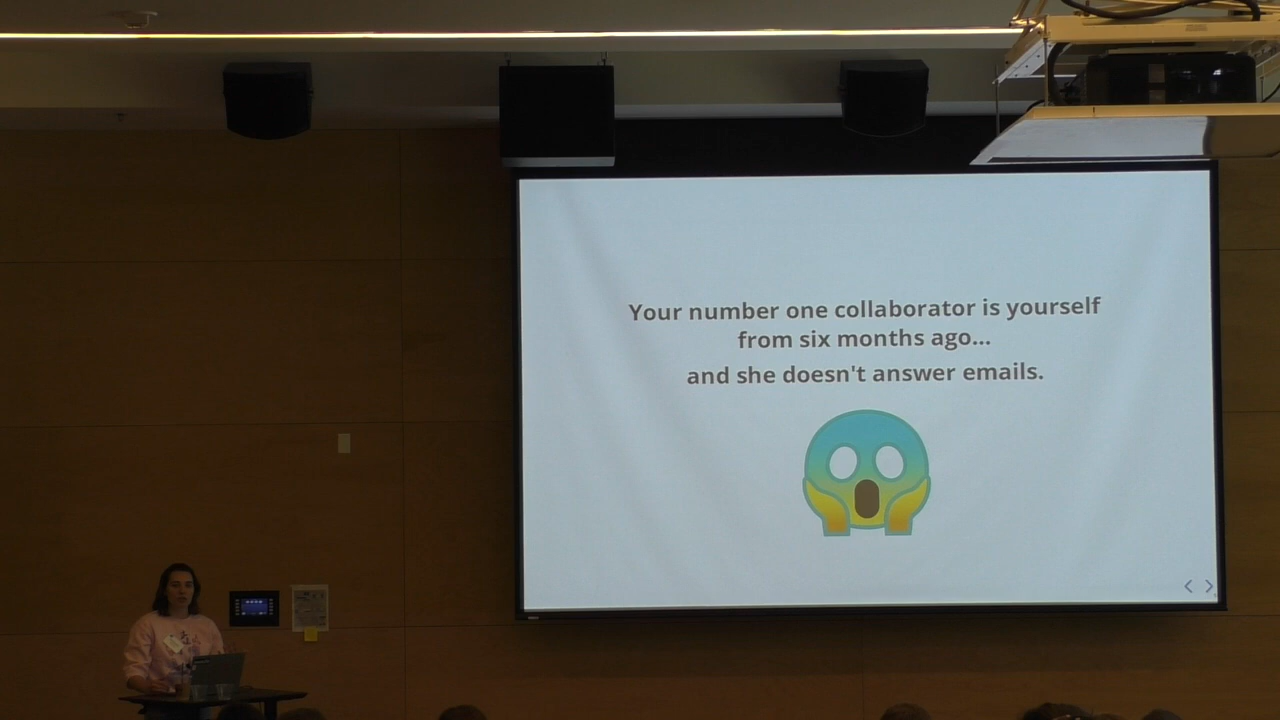 Your number one collaborator is yourself
from six months ago...
and she doesn't answer emails.